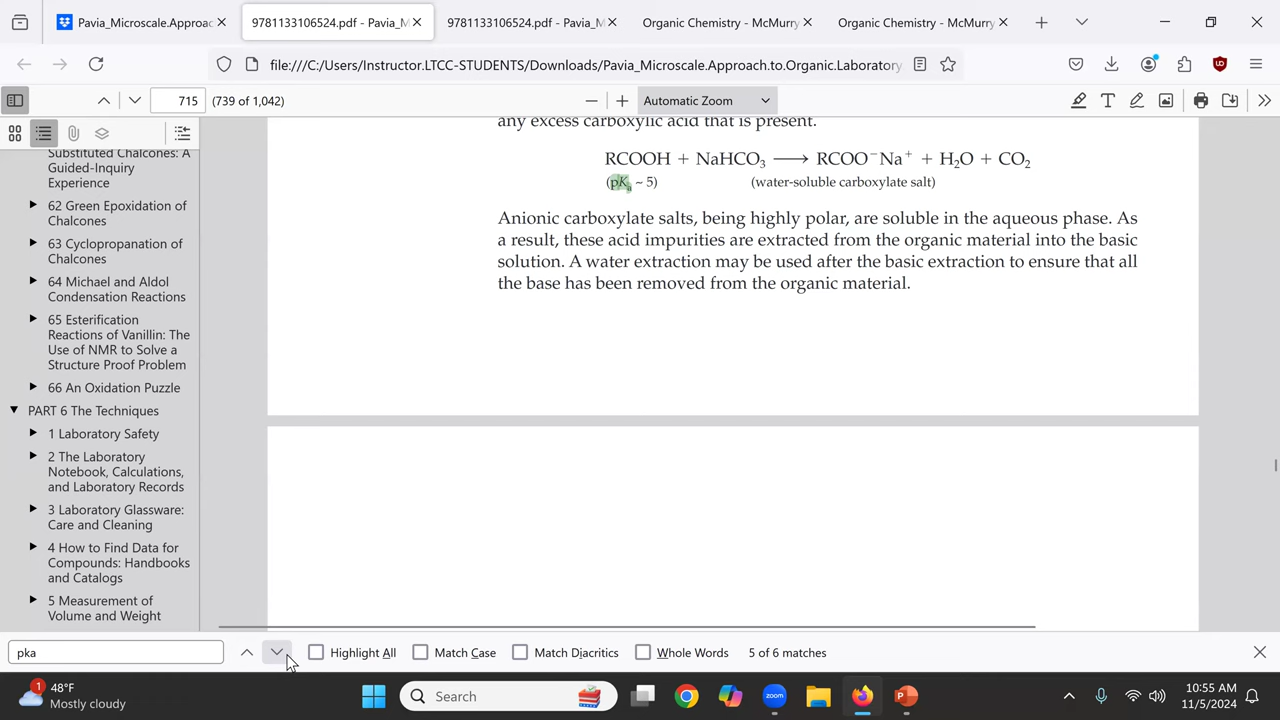 Pavia_Microscale.Approac
9781133106524.pdf - Pavia_M
9781133106524.pdf - Pavia_M
Organic Chemistry - McMurry
Organic Chemistry - McMurry
file:///C:/Users/Instructor.LTCC-STUDENTS/Downloads/Pavia_Microscale.Approach.to.Organic.Laboratory
715 (739 of 1,042)
Automatic Zoom
Substituted Chalcones: A
Guided-Inquiry
Experience
62 Green Epoxidation of
Chalcones
63 Cyclopropanation of
Chalcones
64 Michael and Aldol
Condensation Reactions
65 Esterification
Reactions of Vanillin: The
Use of NMR to Solve a
Structure Proof Problem
66 An Oxidation Puzzle
PART 6 The Techniques
1 Laboratory Safety
2 The Laboratory
Notebook, Calculations,
and Laboratory Records
3 Laboratory Glassware:
Care and Cleaning
4 How to Find Data for
Compounds: Handbooks
and Catalogs
5 Measurement of
Volume and Weight
any excess carboxylic acid that is present.
RCOOH + NaHCO₃ ⟶ RCOO⁻Na⁺ + H₂O + CO₂
(pKₐ ~ 5) (water-soluble carboxylate salt)
Anionic carboxylate salts, being highly polar, are soluble in the aqueous phase. As
a result, these acid impurities are extracted from the organic material into the basic
solution. A water extraction may be used after the basic extraction to ensure that all
the base has been removed from the organic material.
pka
Highlight All
Match Case
Match Diacritics
Whole Words
5 of 6 matches
1
48°F
Mostly cloudy
Search
10:55 AM
11/5/2024